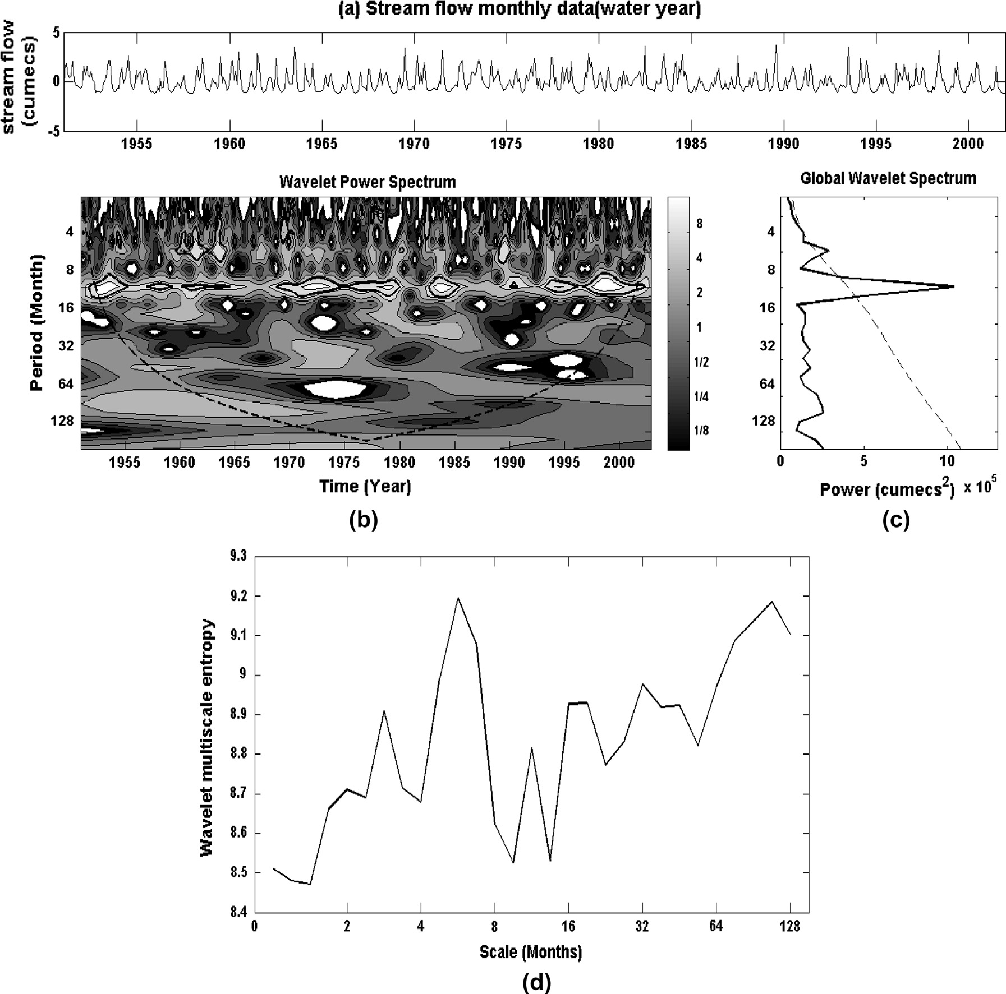 (a) Stream flow monthly data(water year)
stream flow
(cumecs)
5
0
-5
1955 1960 1965 1970 1975 1980 1985 1990 1995 2000
Wavelet Power Spectrum
Period (Month)
4
8
16
32
64
128
1955 1960 1965 1970 1975 1980 1985 1990 1995 2000
Time (Year)
8
4
2
1
1/2
1/4
1/8
(b)
Global Wavelet Spectrum
4
8
16
32
64
128
0 5 10
Power (cumecs²) x 10⁵
(c)
Wavelet multiscale entropy
9.3
9.2
9.1
9
8.9
8.8
8.7
8.6
8.5
8.4
0 2 4 8 16 32 64 128
Scale (Months)
(d)